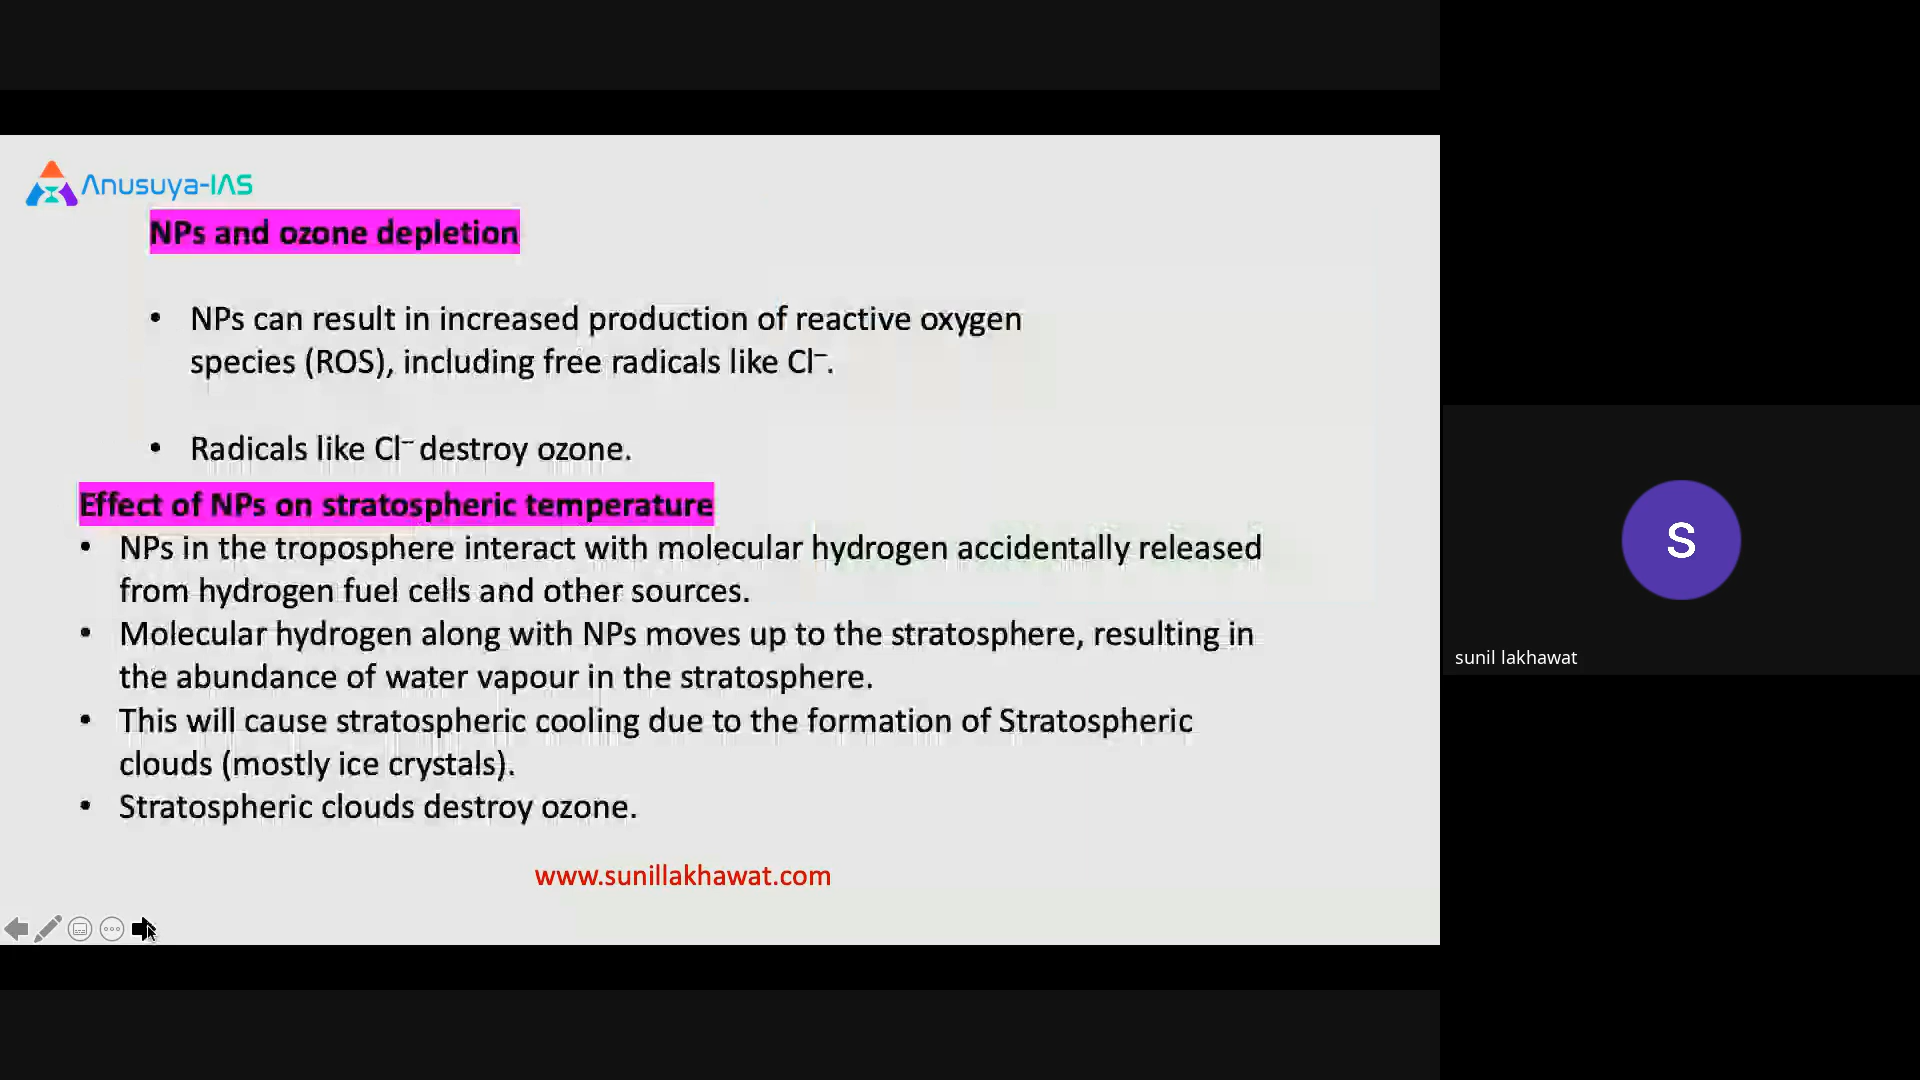 Anusuya-IAS
NPs and ozone depletion
• NPs can result in increased production of reactive oxygen
species (ROS), including free radicals like Cl⁻.
• Radicals like Cl⁻ destroy ozone.
Effect of NPs on stratospheric temperature
• NPs in the troposphere interact with molecular hydrogen accidentally released
from hydrogen fuel cells and other sources.
• Molecular hydrogen along with NPs moves up to the stratosphere, resulting in
the abundance of water vapour in the stratosphere.
• This will cause stratospheric cooling due to the formation of Stratospheric
clouds (mostly ice crystals).
• Stratospheric clouds destroy ozone.
www.sunillakhawat.com
S
sunil lakhawat